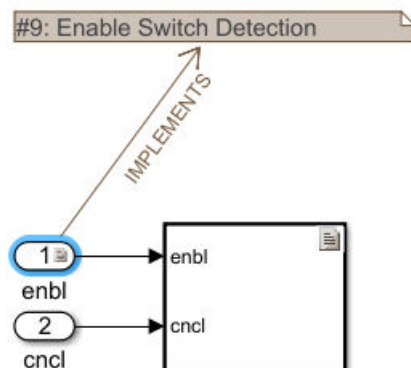 #9: Enable Switch Detection
IMPLEMENTS
1
enbl
enbl
2
cncl
cncl